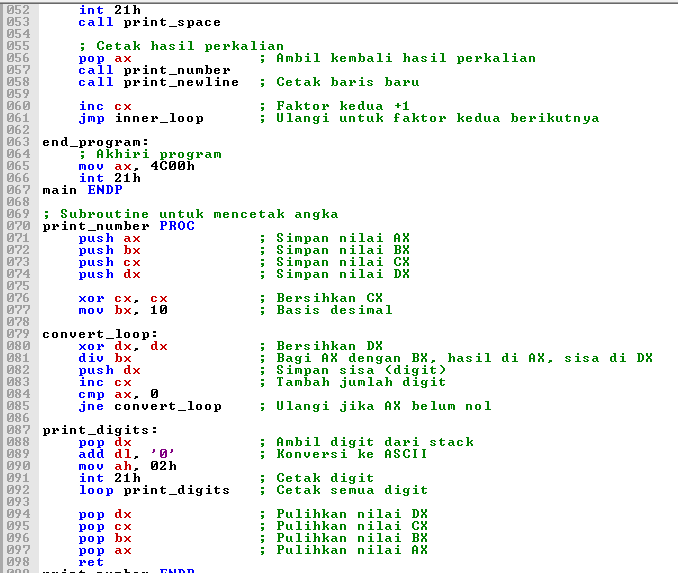 052 int 21h
053 call print_space
054
055 ; Cetak hasil perkalian
056 pop ax ; Ambil kembali hasil perkalian
057 call print_number
058 call print_newline ; Cetak baris baru
059
060 inc cx ; Faktor kedua +1
061 jmp inner_loop ; Ulangi untuk faktor kedua berikutnya
062
063 end_program:
064 ; Akhiri program
065 mov ax, 4C00h
066 int 21h
067 main ENDP
068
069 ; Subroutine untuk mencetak angka
070 print_number PROC
071 push ax ; Simpan nilai AX
072 push bx ; Simpan nilai BX
073 push cx ; Simpan nilai CX
074 push dx ; Simpan nilai DX
075
076 xor cx, cx ; Bersihkan CX
077 mov bx, 10 ; Basis desimal
078
079 convert_loop:
080 xor dx, dx ; Bersihkan DX
081 div bx ; Bagi AX dengan BX, hasil di AX, sisa di DX
082 push dx ; Simpan sisa (digit)
083 inc cx ; Tambah jumlah digit
084 cmp ax, 0
085 jne convert_loop ; Ulangi jika AX belum nol
086
087 print_digits:
088 pop dx ; Ambil digit dari stack
089 add dl, '0' ; Konversi ke ASCII
090 mov ah, 02h
091 int 21h ; Cetak digit
092 loop print_digits ; Cetak semua digit
093
094 pop dx ; Pulihkan nilai DX
095 pop cx ; Pulihkan nilai CX
096 pop bx ; Pulihkan nilai BX
097 pop ax ; Pulihkan nilai AX
098 ret
099 print_number ENDP